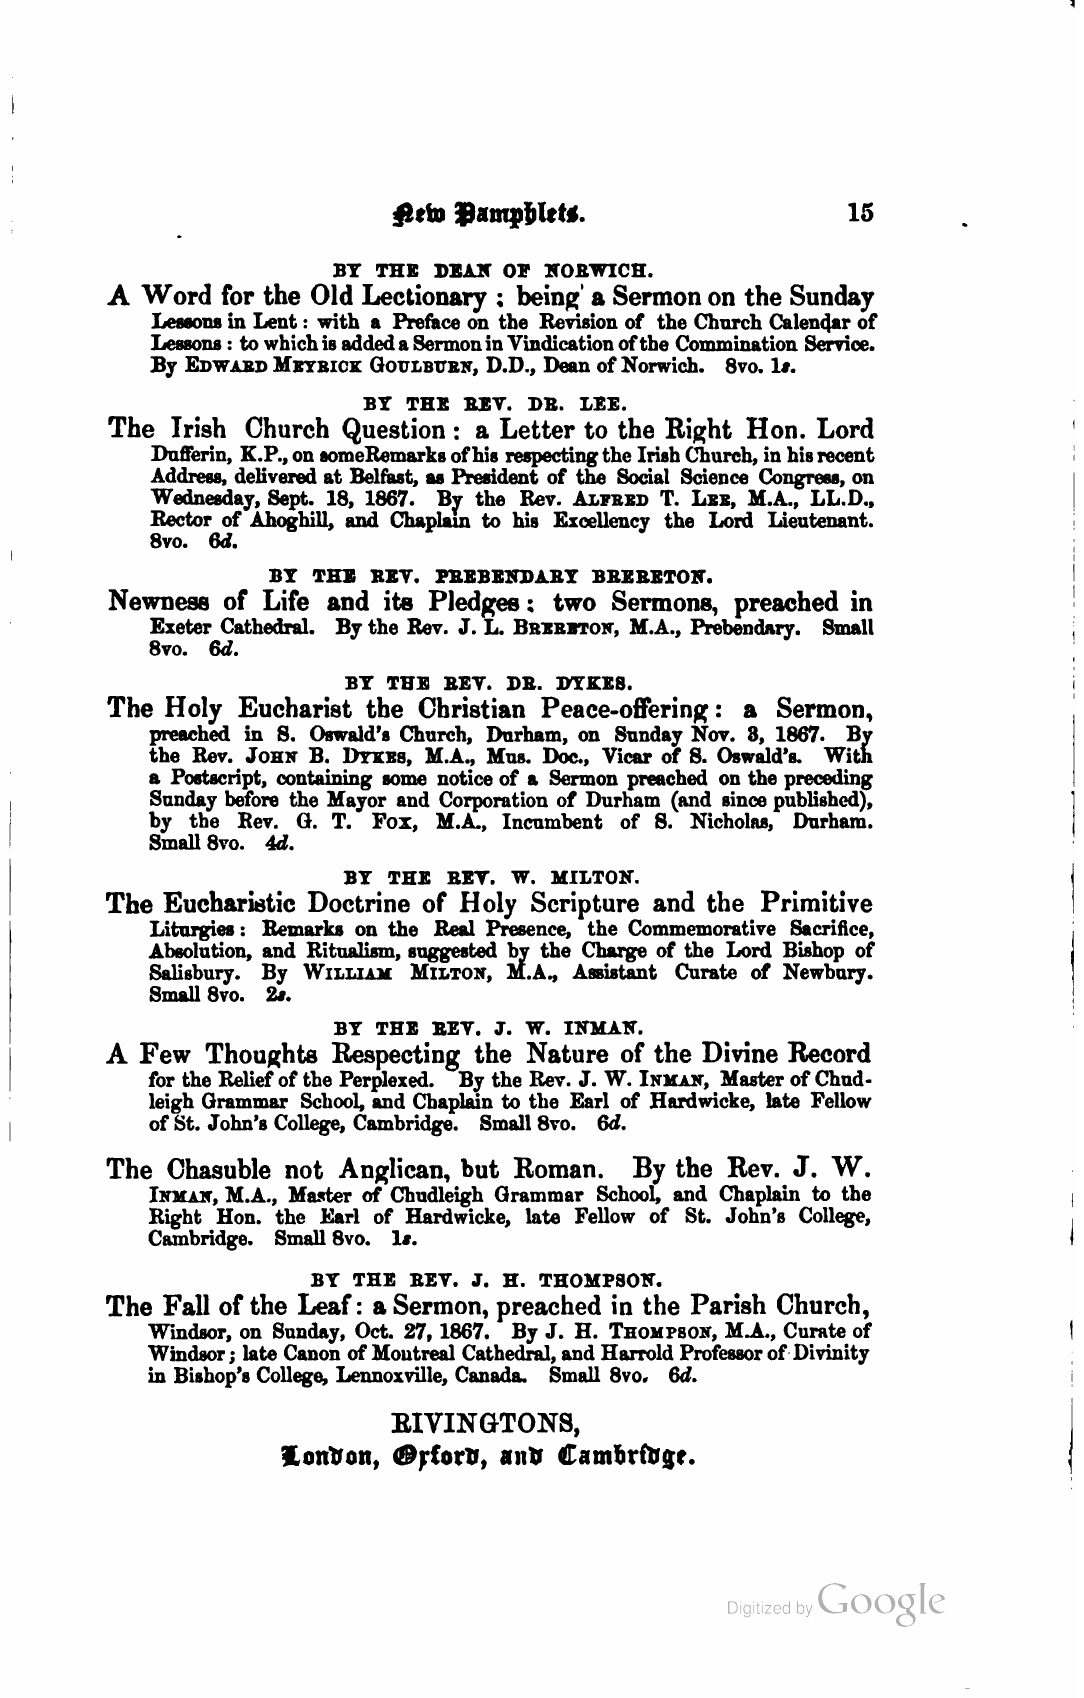 New Pamphlets. 15
BY THE DEAN OF NORWICH.
A Word for the Old Lectionary ; being a Sermon on the Sunday
Lessons in Lent : with a Preface on the Revision of the Church Calendar of
Lessons : to which is added a Sermon in Vindication of the Commination Service.
By EDWARD MEYRICK GOULBURN, D.D., Dean of Norwich. 8vo. 1s.
BY THE REV. DR. LEE.
The Irish Church Question : a Letter to the Right Hon. Lord
Dufferin, K.P., on some Remarks of his respecting the Irish Church, in his recent
Address, delivered at Belfast, as President of the Social Science Congress, on
Wednesday, Sept. 18, 1867. By the Rev. ALFRED T. LEE, M.A., LL.D.,
Rector of Ahoghill, and Chaplain to his Excellency the Lord Lieutenant.
8vo. 6d.
BY THE REV. PREBENDARY BRERETON.
Newness of Life and its Pledges ; two Sermons, preached in
Exeter Cathedral. By the Rev. J. L. BRERETON, M.A., Prebendary. Small
8vo. 6d.
BY THE REV. DR. DYKES.
The Holy Eucharist the Christian Peace-offering : a Sermon,
preached in S. Oswald's Church, Durham, on Sunday Nov. 3, 1867. By
the Rev. JOHN B. DYKES, M.A., Mus. Doc., Vicar of S. Oswald's. With
a Postscript, containing some notice of a Sermon preached on the preceding
Sunday before the Mayor and Corporation of Durham (and since published),
by the Rev. G. T. FOX, M.A., Incumbent of S. Nicholas, Durham.
Small 8vo. 4d.
BY THE REV. W. MILTON.
The Eucharistic Doctrine of Holy Scripture and the Primitive
Liturgies : Remarks on the Real Presence, the Commemorative Sacrifice,
Absolution, and Ritualism, suggested by the Charge of the Lord Bishop of
Salisbury. By WILLIAM MILTON, M.A., Assistant Curate of Newbury.
Small 8vo. 2s.
BY THE REV. J. W. INMAN.
A Few Thoughts Respecting the Nature of the Divine Record
for the Relief of the Perplexed. By the Rev. J. W. INMAN, Master of Chud-
leigh Grammar School, and Chaplain to the Earl of Hardwicke, late Fellow
of St. John's College, Cambridge. Small 8vo. 6d.
The Chasuble not Anglican, but Roman. By the Rev. J. W.
INMAN, M.A., Master of Chudleigh Grammar School, and Chaplain to the
Right Hon. the Earl of Hardwicke, late Fellow of St. John's College,
Cambridge. Small 8vo. 1s.
BY THE REV. J. H. THOMPSON.
The Fall of the Leaf : a Sermon, preached in the Parish Church,
Windsor, on Sunday, Oct. 27, 1867. By J. H. THOMPSON, M.A., Curate of
Windsor ; late Canon of Montreal Cathedral, and Harrold Professor of Divinity
in Bishop's College, Lennoxville, Canada. Small 8vo. 6d.
RIVINGTONS,
London, Oxford, and Cambridge.
Digitized by Google